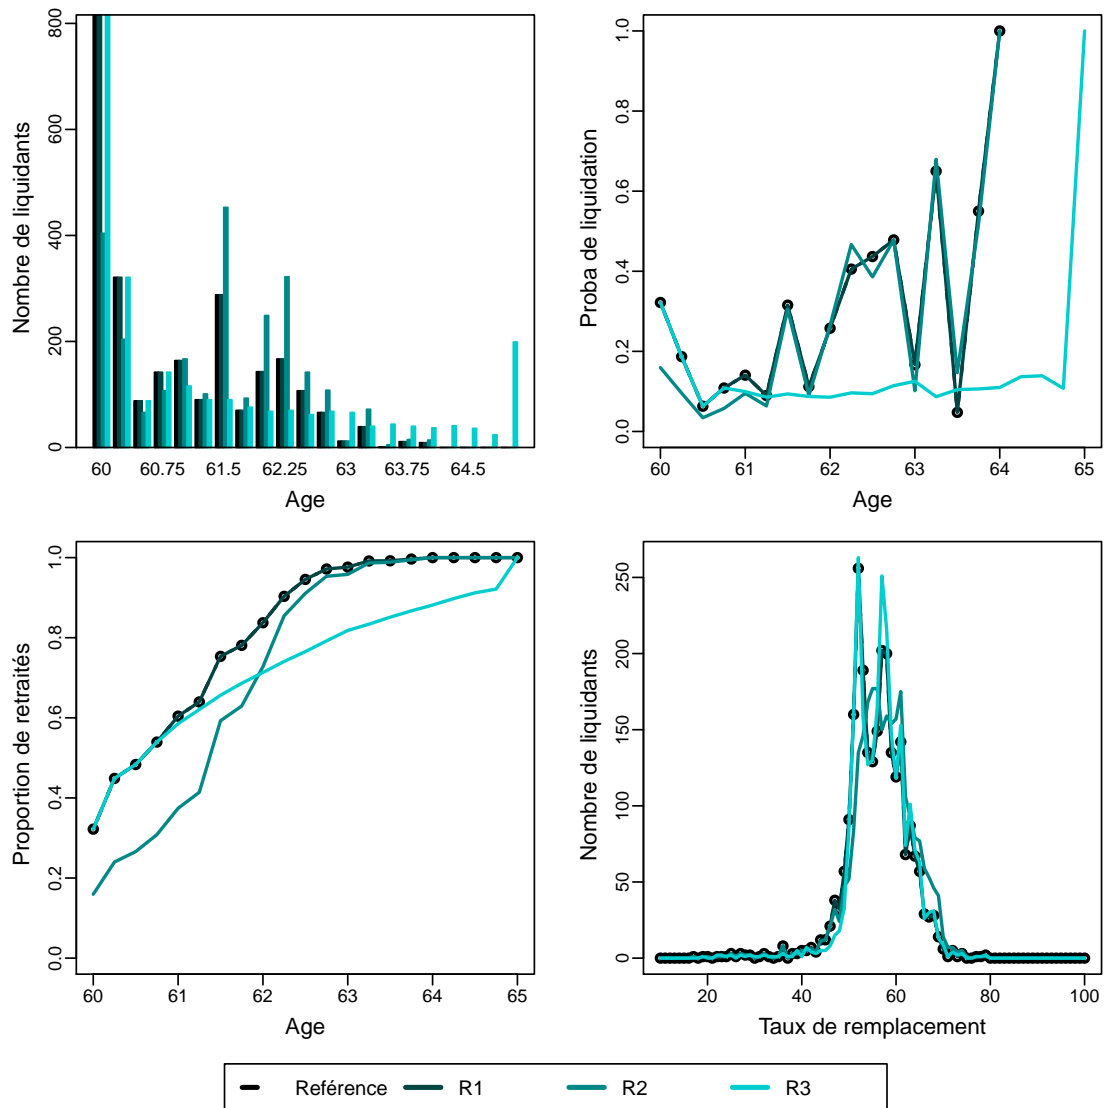 800
600
400
200
0
Nombre de liquidants
60 60.75 61.5 62.25 63 63.75 64.5
Age
1.0
0.8
0.6
0.4
0.2
0.0
Proba de liquidation
60 61 62 63 64 65
Age
1.0
0.8
0.6
0.4
0.2
0.0
Proportion de retraités
60 61 62 63 64 65
Age
250
200
150
100
50
0
Nombre de liquidants
20 40 60 80 100
Taux de remplacement
Reférence R1 R2 R3